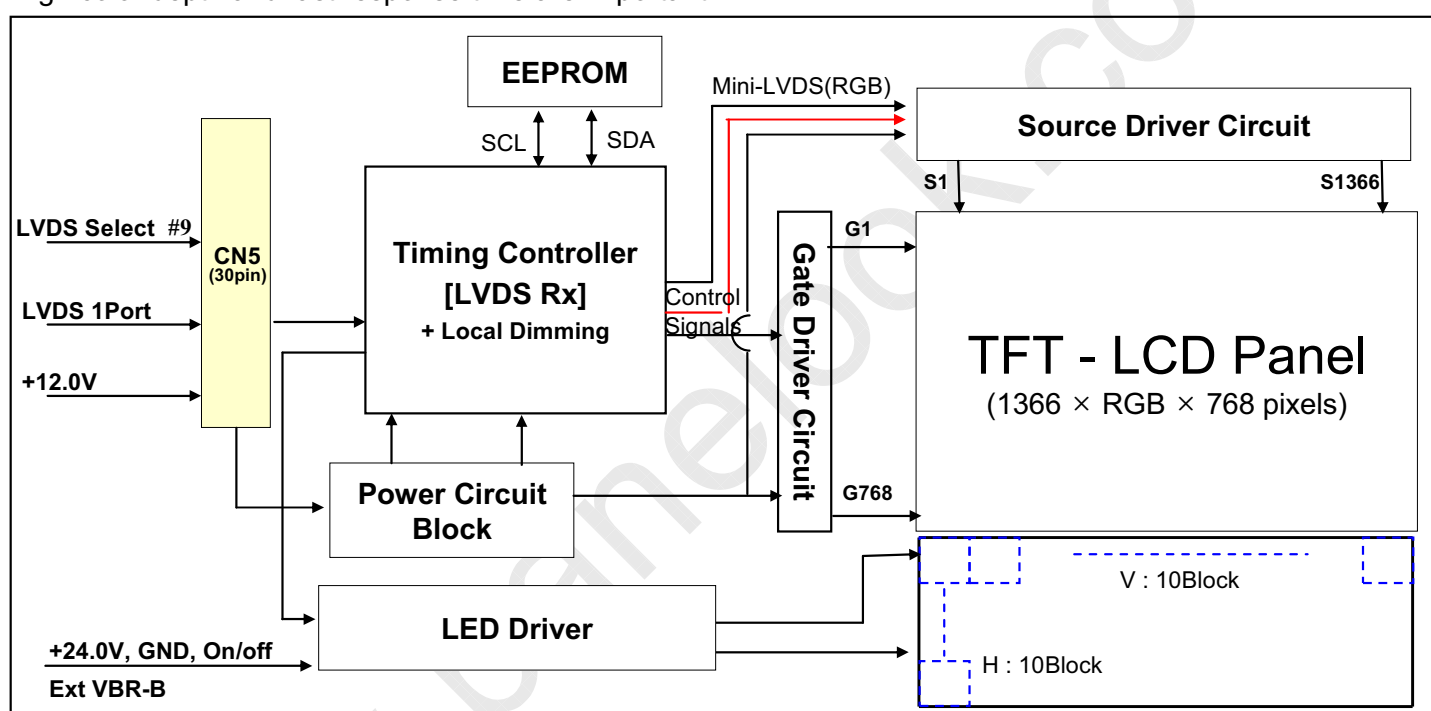 EEPROM
SCL
SDA
Mini-LVDS(RGB)
Source Driver Circuit
S1
S1366
LVDS Select #9
CN5
(30pin)
LVDS 1Port
+12.0V
Timing Controller
[LVDS Rx]
+ Local Dimming
Control
Signals
Gate Driver Circuit
G1
G768
TFT - LCD Panel
(1366 × RGB × 768 pixels)
Power Circuit
Block
LED Driver
+24.0V, GND, On/off
Ext VBR-B
V : 10Block
H : 10Block